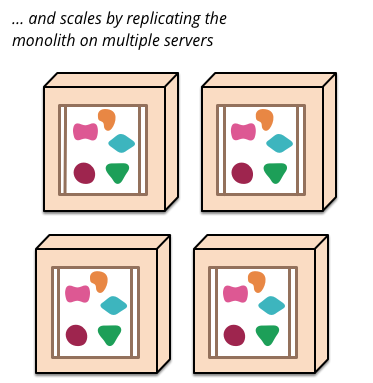 ... and scales by replicating the
monolith on multiple servers